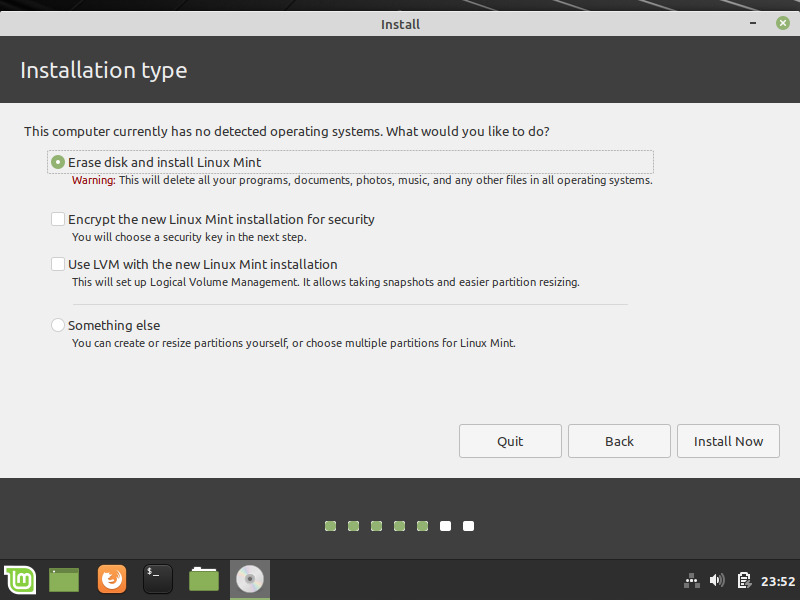 Install
Installation type
This computer currently has no detected operating systems. What would you like to do?
Erase disk and install Linux Mint
Warning: This will delete all your programs, documents, photos, music, and any other files in all operating systems.
Encrypt the new Linux Mint installation for security
You will choose a security key in the next step.
Use LVM with the new Linux Mint installation
This will set up Logical Volume Management. It allows taking snapshots and easier partition resizing.
Something else
You can create or resize partitions yourself, or choose multiple partitions for Linux Mint.
Quit Back Install Now
$_ 23:52